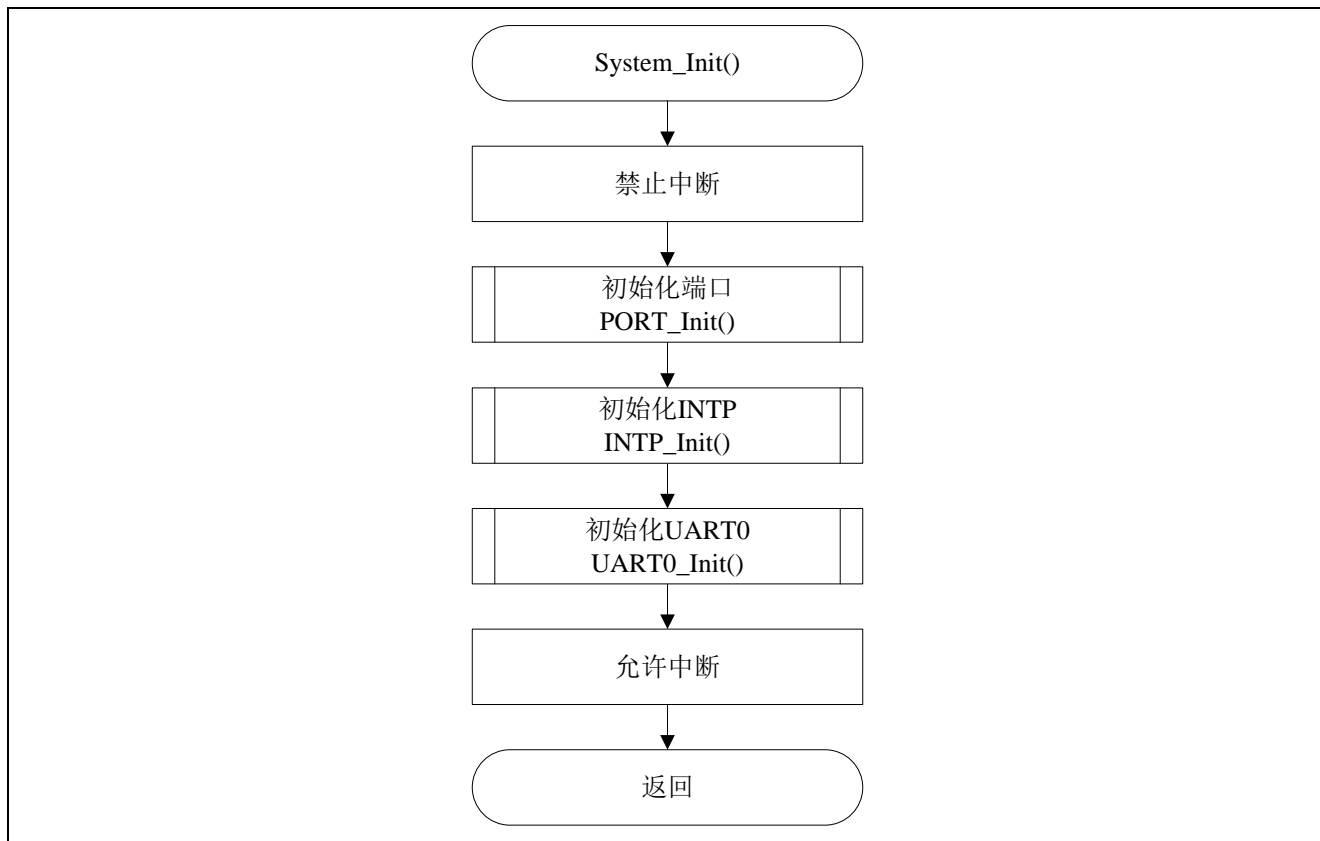 System_Init()
禁止中断
初始化端口
PORT_Init()
初始化INTP
INTP_Init()
初始化UART0
UART0_Init()
允许中断
返回